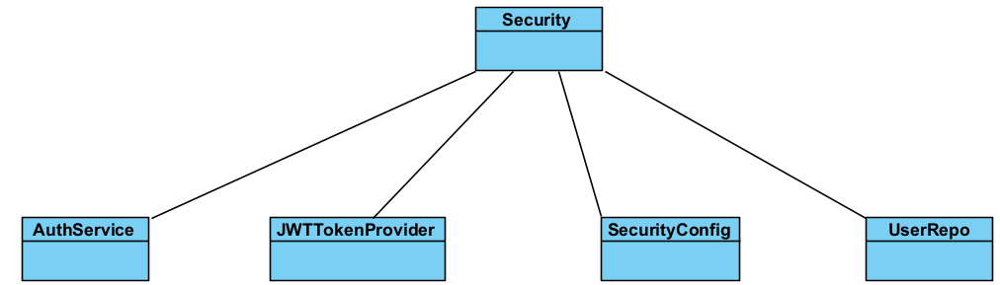 Security
AuthService
JWTTokenProvider
SecurityConfig
UserRepo